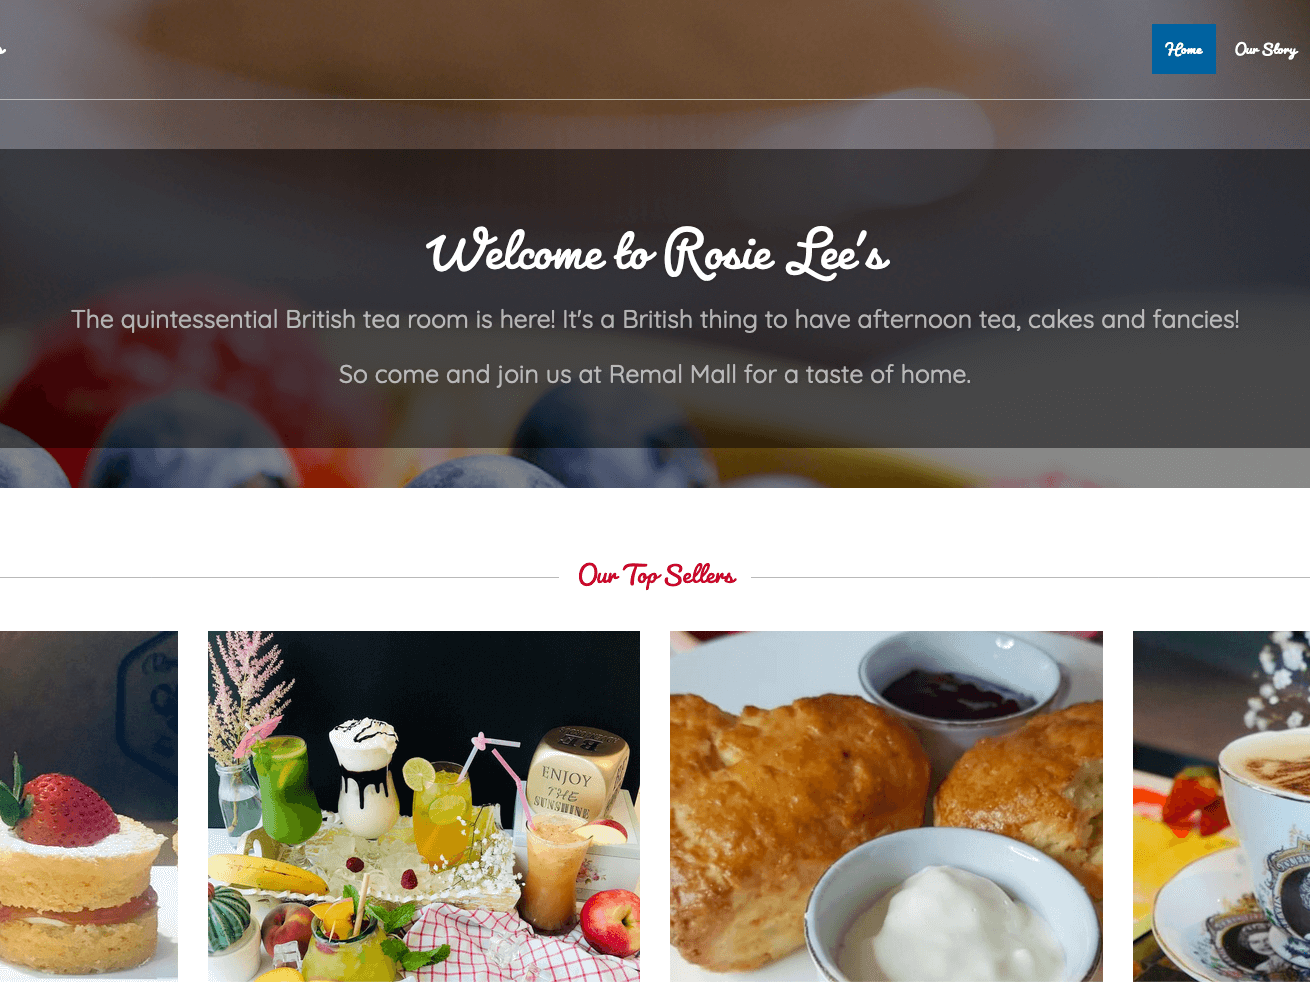 Home Our Story
Welcome to Rosie Lee's
The quintessential British tea room is here! It's a British thing to have afternoon tea, cakes and fancies!
So come and join us at Remal Mall for a taste of home.
Our Top Sellers
BE
ENJOY
THE
SUNSHINE